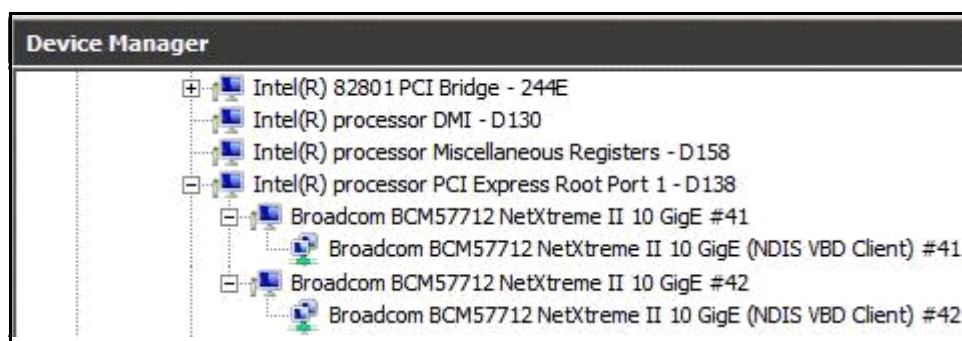 Device Manager
Intel(R) 82801 PCI Bridge - 244E
Intel(R) processor DMI - D130
Intel(R) processor Miscellaneous Registers - D158
Intel(R) processor PCI Express Root Port 1 - D138
Broadcom BCM57712 NetXtreme II 10 GigE #41
Broadcom BCM57712 NetXtreme II 10 GigE (NDIS VBD Client) #41
Broadcom BCM57712 NetXtreme II 10 GigE #42
Broadcom BCM57712 NetXtreme II 10 GigE (NDIS VBD Client) #42